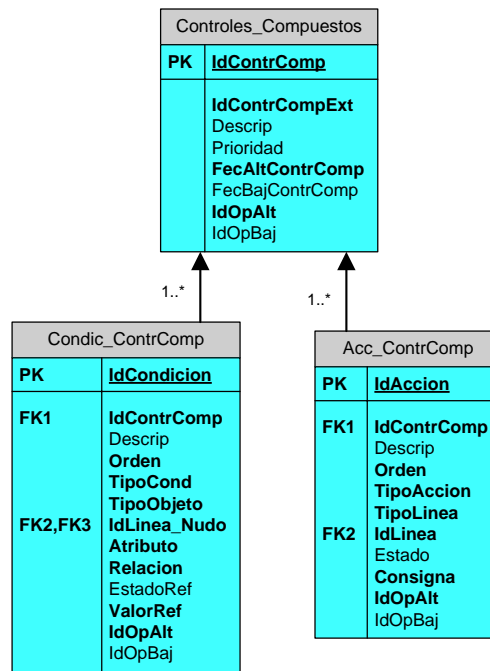 Controles_Compuestos
PK IdContrComp
IdContrCompExt
Descrip
Prioridad
FecAltContrComp
FecBajContrComp
IdOpAlt
IdOpBaj
1..*
1..*
Condic_ContrComp
PK IdCondicion
FK1 IdContrComp
Descrip
Orden
TipoCond
TipoObjeto
FK2,FK3 IdLinea_Nudo
Atributo
Relacion
EstadoRef
ValorRef
IdOpAlt
IdOpBaj
Acc_ContrComp
PK IdAccion
FK1 IdContrComp
Descrip
Orden
TipoAccion
TipoLinea
FK2 IdLinea
Estado
Consigna
IdOpAlt
IdOpBaj